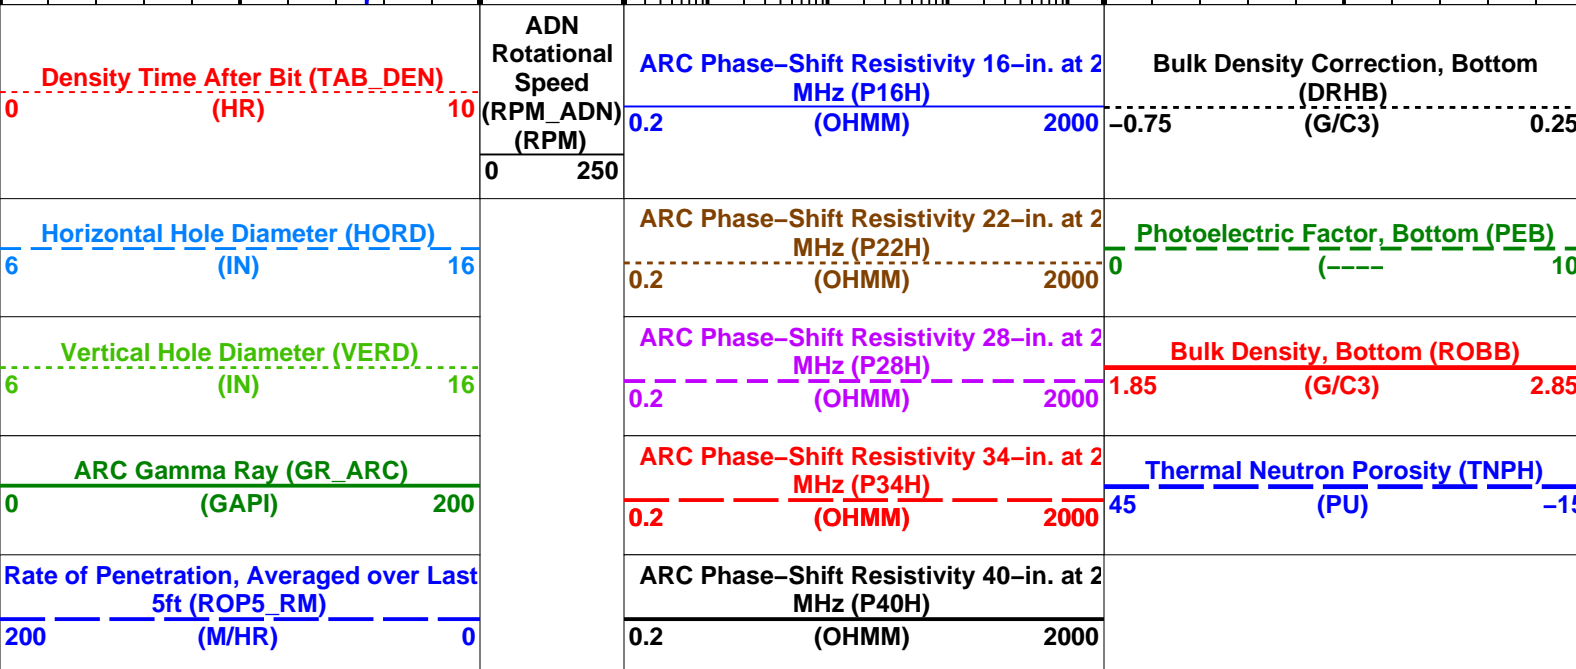 Density Time After Bit (TAB_DEN)
0 (HR) 10
ADN
Rotational
Speed
(RPM_ADN)
(RPM)
0 250
ARC Phase−Shift Resistivity 16−in. at 2
MHz (P16H)
0.2 (OHMM) 2000
Bulk Density Correction, Bottom
(DRHB)
−0.75 (G/C3) 0.25
Horizontal Hole Diameter (HORD)
6 (IN) 16
ARC Phase−Shift Resistivity 22−in. at 2
MHz (P22H)
0.2 (OHMM) 2000
Photoelectric Factor, Bottom (PEB)
0 (−−−− 10
Vertical Hole Diameter (VERD)
6 (IN) 16
ARC Phase−Shift Resistivity 28−in. at 2
MHz (P28H)
0.2 (OHMM) 2000
Bulk Density, Bottom (ROBB)
1.85 (G/C3) 2.85
ARC Gamma Ray (GR_ARC)
0 (GAPI) 200
ARC Phase−Shift Resistivity 34−in. at 2
MHz (P34H)
0.2 (OHMM) 2000
Thermal Neutron Porosity (TNPH)
45 (PU) −15
Rate of Penetration, Averaged over Last
5ft (ROP5_RM)
200 (M/HR) 0
ARC Phase−Shift Resistivity 40−in. at 2
MHz (P40H)
0.2 (OHMM) 2000